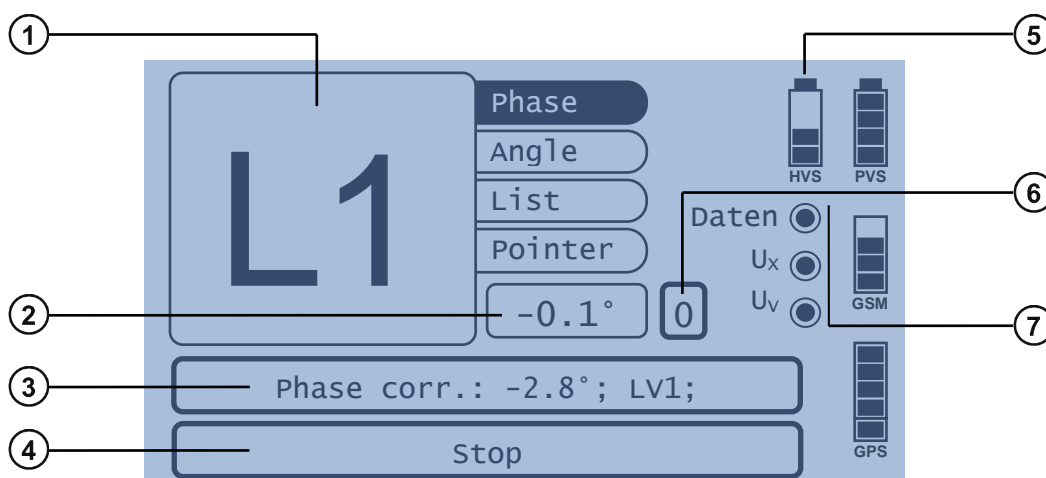 1
5
Phase
L1
Angle
HVS
PVS
List
6
Daten
Pointer
Ux
2
-0.1°
0
Uv
GSM
7
3
Phase corr.: -2.8°; LV1;
4
Stop
GPS